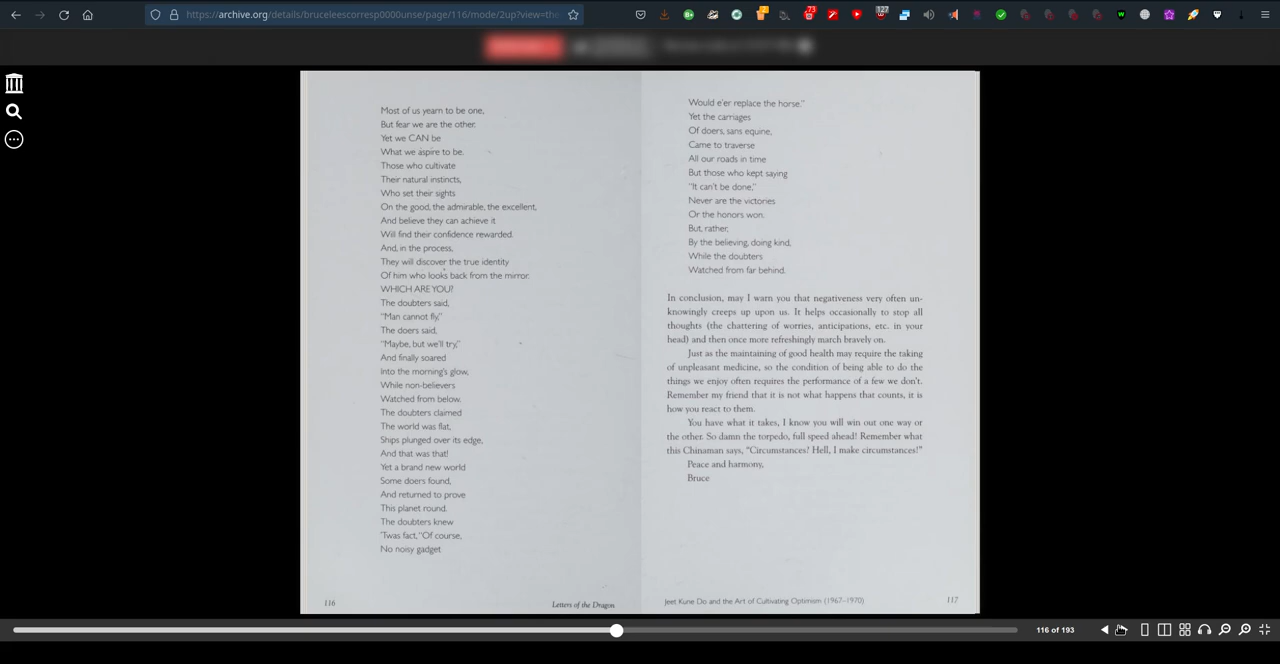 https://archive.org/details/bruceleescorresp0000unse/page/116/mode/2up?view=the
73
127
Most of us yearn to be one,
But fear we are the other.
Yet we CAN be
What we aspire to be.
Those who cultivate
Their natural instincts,
Who set their sights
On the good, the admirable, the excellent,
And believe they can achieve it
Will find their confidence rewarded.
And, in the process,
They will discover the true identity
Of him who looks back from the mirror.
WHICH ARE YOU?
The doubters said,
"Man cannot fly,"
The doers said,
"Maybe, but we'll try,"
And finally soared
Into the morning's glow,
While non-believers
Watched from below.
The doubters claimed
The world was flat,
Ships plunged over its edge,
And that was that!
Yet a brand new world
Some doers found,
And returned to prove
This planet round.
The doubters knew
'Twas fact, "Of course,
No noisy gadget
116
Letters of the Dragon
Would e'er replace the horse."
Yet the carriages
Of doers, sans equine,
Came to traverse
All our roads in time
But those who kept saying
"It can't be done,"
Never are the victories
Or the honors won.
But, rather,
By the believing, doing kind,
While the doubters
Watched from far behind.
In conclusion, may I warn you that negativeness very often un-
knowingly creeps up upon us. It helps occasionally to stop all
thoughts (the chattering of worries, anticipations, etc. in your
head) and then once more refreshingly march bravely on.
Just as the maintaining of good health may require the taking
of unpleasant medicine, so the condition of being able to do the
things we enjoy often requires the performance of a few we don't.
Remember my friend that it is not what happens that counts, it is
how you react to them.
You have what it takes, I know you will win out one way or
the other. So damn the torpedo, full speed ahead! Remember what
this Chinaman says, "Circumstances? Hell, I make circumstances!"
Peace and harmony,
Bruce
Jeet Kune Do and the Art of Cultivating Optimism (1967–1970)
117
116 of 193